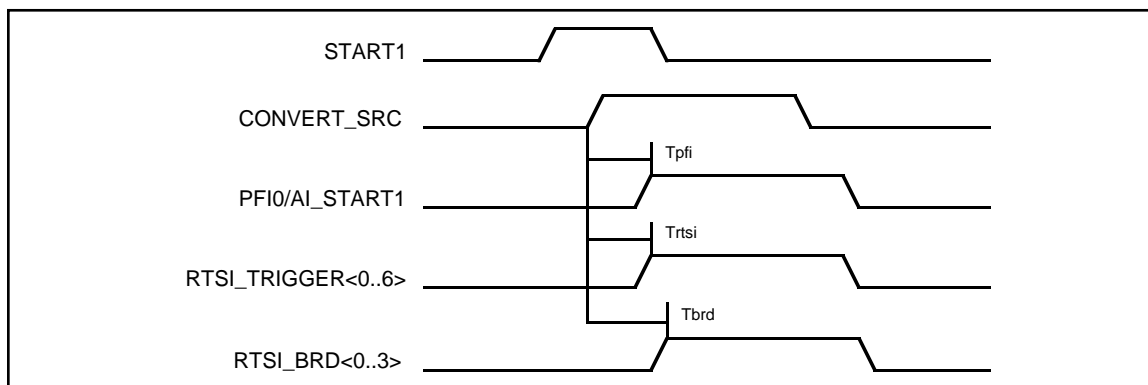 START1
CONVERT_SRC
Tpfi
PFI0/AI_START1
Trtsi
RTSI_TRIGGER<0..6>
Tbrd
RTSI_BRD<0..3>